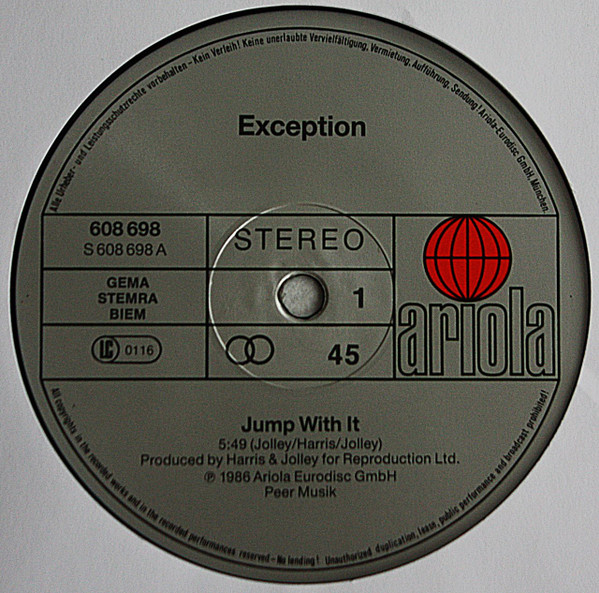 Alle Urheber- und Leistungsschutzrechte vorbehalten – Kein Verleih! Keine unerlaubte Vervielfältigung, Vermietung, Aufführung, Sendung! Ariola-Eurodisc GmbH, München.
Exception
608 698
S 608 698 A
STEREO
GEMA
STEMRA
BIEM
1
ariola
LC 0116
45
Jump With It
5:49 (Jolley/Harris/Jolley)
Produced by Harris & Jolley for Reproduction Ltd.
℗ 1986 Ariola Eurodisc GmbH
Peer Musik
All copyrights in the recorded works and in the recorded performances reserved – No lending! Unauthorized duplication, lease, public performance and broadcast prohibited!